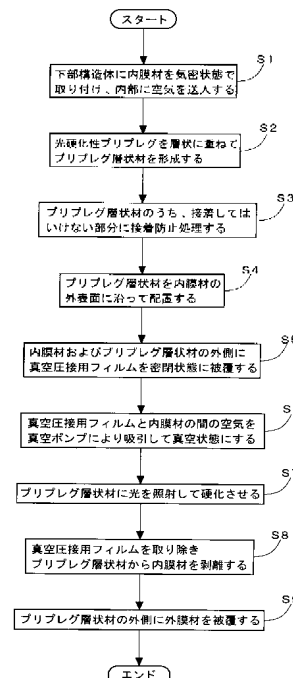 スタート
S1
下部構造体に内膜材を気密状態で
取り付け、内部に空気を送入する
S2
光硬化性プリプレグを層状に重ねて
プリプレグ層状材を形成する
S3
プリプレグ層状材のうち、接着しては
いけない部分に接着防止処理する
S4
プリプレグ層状材を内膜材の
外表面に沿って配置する
内膜材およびプリプレグ層状材の外側に
真空圧接用フィルムを密閉状態に被覆する
真空圧接用フィルムと内膜材の間の空気を
真空ポンプにより吸引して真空状態にする
プリプレグ層状材に光を照射して硬化させる
S8
真空圧接用フィルムを取り除き
プリプレグ層状材から内膜材を剥離する
プリプレグ層状材の外側に外膜材を被覆する
エンド